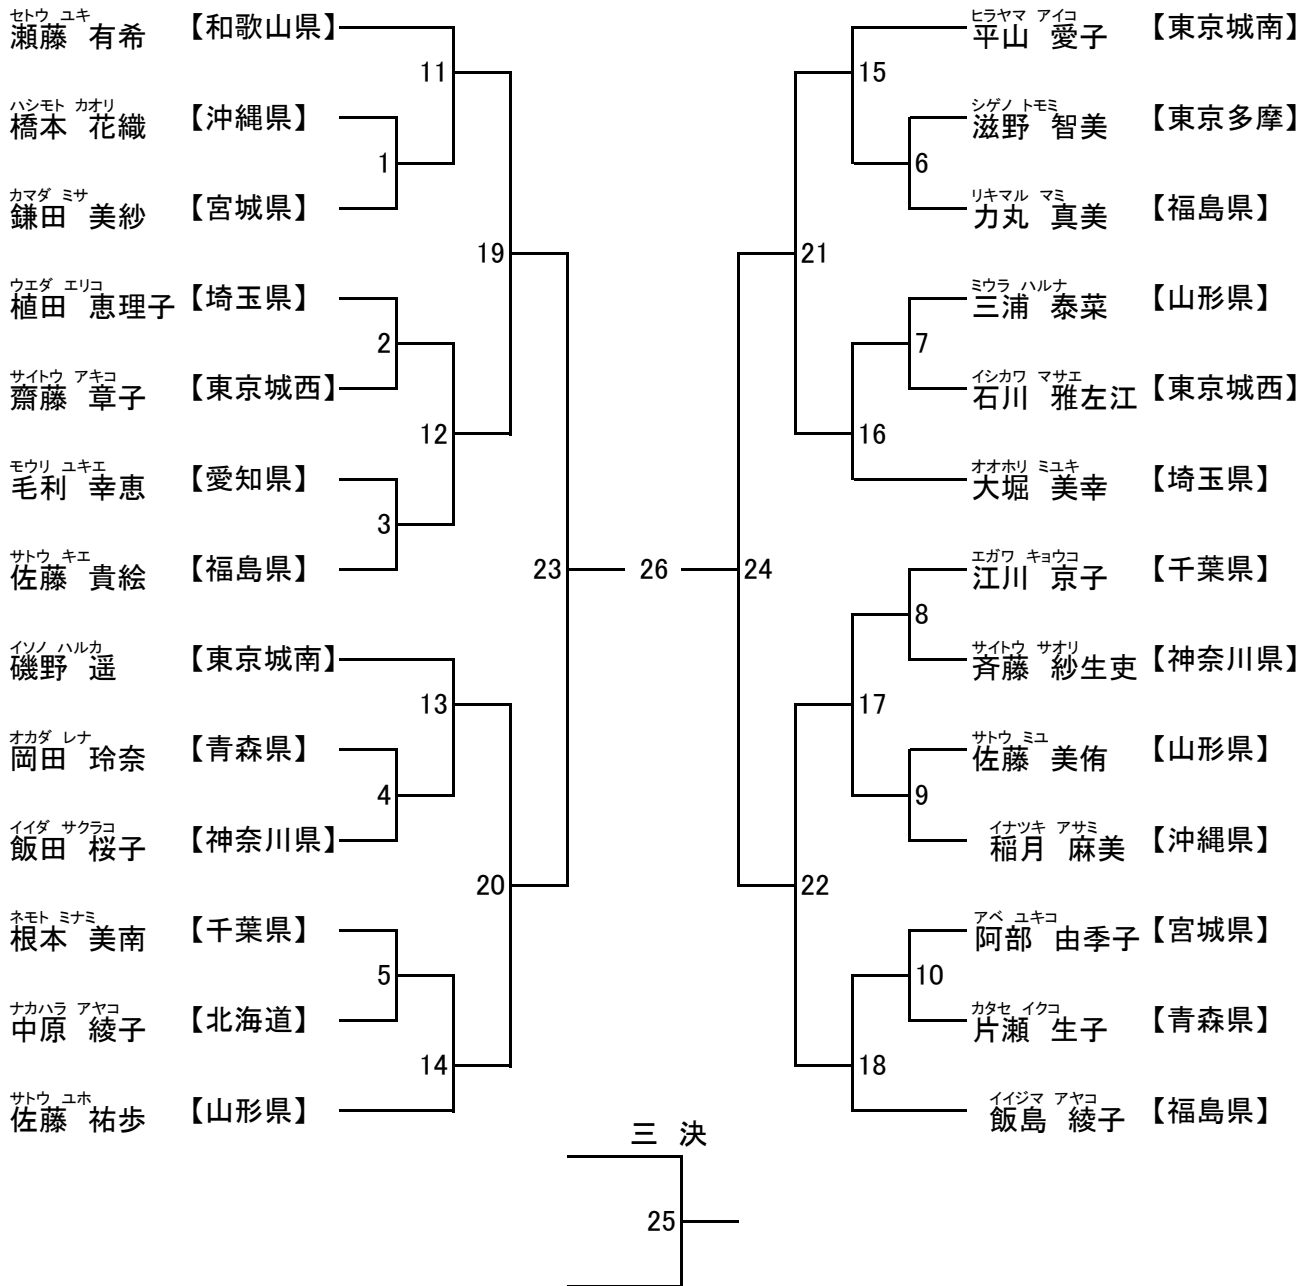 セトウ ユキ
瀬藤 有希 【和歌山県】
ハシモト カオリ
橋本 花織 【沖縄県】
カマダ ミサ
鎌田 美紗 【宮城県】
ウエダ エリコ
植田 恵理子 【埼玉県】
サイトウ アキコ
齋藤 章子 【東京城西】
モウリ ユキエ
毛利 幸恵 【愛知県】
サトウ キエ
佐藤 貴絵 【福島県】
イソノ ハルカ
磯野 遥 【東京城南】
オカダ レナ
岡田 玲奈 【青森県】
イイダ サクラコ
飯田 桜子 【神奈川県】
ネモト ミナミ
根本 美南 【千葉県】
ナカハラ アヤコ
中原 綾子 【北海道】
サトウ ユホ
佐藤 祐歩 【山形県】
11
1
19
2
12
3
23
13
4
20
5
14
26
ヒラヤマ アイコ
平山 愛子 【東京城南】
シゲノ トモミ
滋野 智美 【東京多摩】
リキマル マミ
力丸 真美 【福島県】
ミウラ ハルナ
三浦 泰菜 【山形県】
イシカワ マサエ
石川 雅左江 【東京城西】
オオホリ ミユキ
大堀 美幸 【埼玉県】
エガワ キョウコ
江川 京子 【千葉県】
サイトウ サオリ
斉藤 紗生吏 【神奈川県】
サトウ ミユ
佐藤 美侑 【山形県】
イナツキ アサミ
稲月 麻美 【沖縄県】
アベ ユキコ
阿部 由季子 【宮城県】
カタセ イクコ
片瀬 生子 【青森県】
イイジマ アヤコ
飯島 綾子 【福島県】
15
6
21
7
16
24
8
17
9
22
10
18
三 決
25